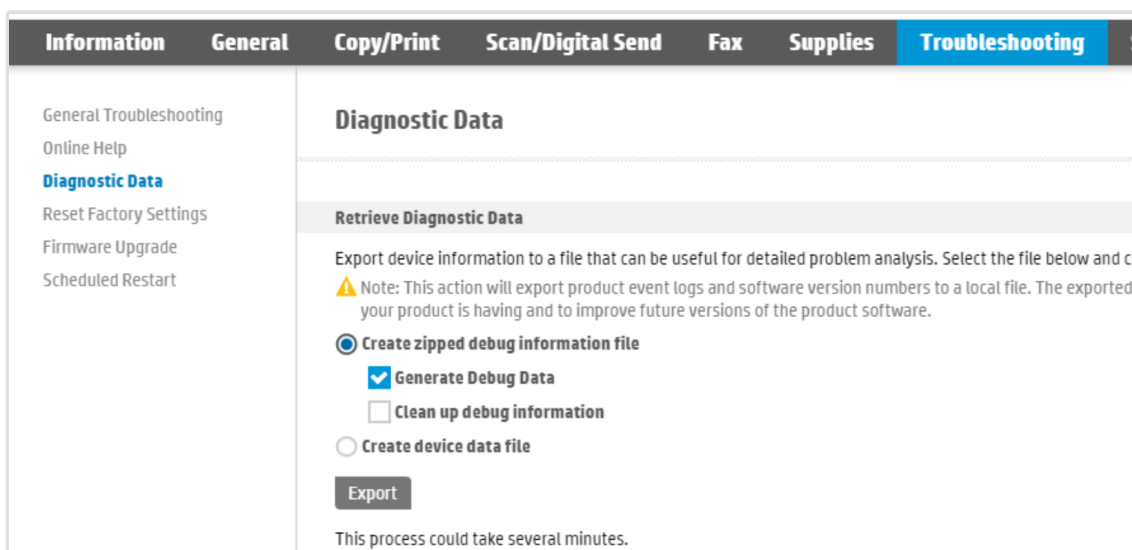 Information General Copy/Print Scan/Digital Send Fax Supplies Troubleshooting
General Troubleshooting
Online Help
Diagnostic Data
Reset Factory Settings
Firmware Upgrade
Scheduled Restart
Diagnostic Data
Retrieve Diagnostic Data
Export device information to a file that can be useful for detailed problem analysis. Select the file below and c
Note: This action will export product event logs and software version numbers to a local file. The exported
your product is having and to improve future versions of the product software.
Create zipped debug information file
Generate Debug Data
Clean up debug information
Create device data file
Export
This process could take several minutes.